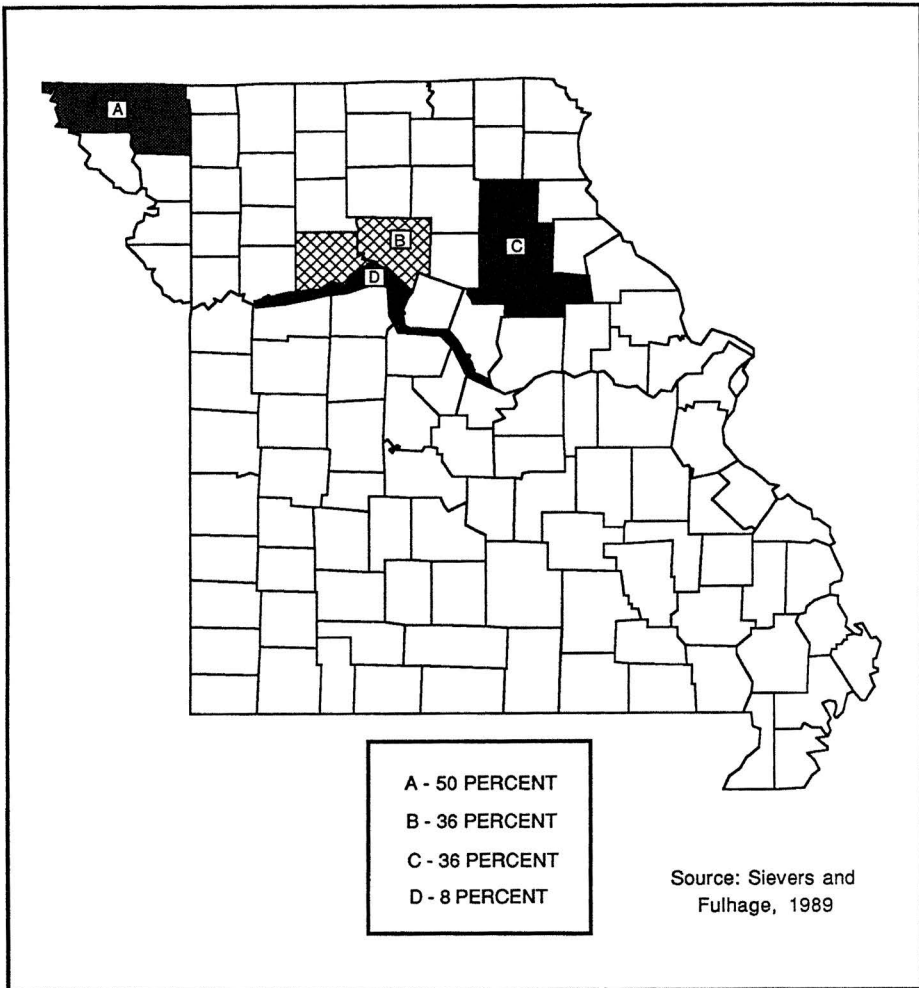 A
B
C
D
A - 50 PERCENT
B - 36 PERCENT
C - 36 PERCENT
D - 8 PERCENT
Source: Sievers and
Fulhage, 1989